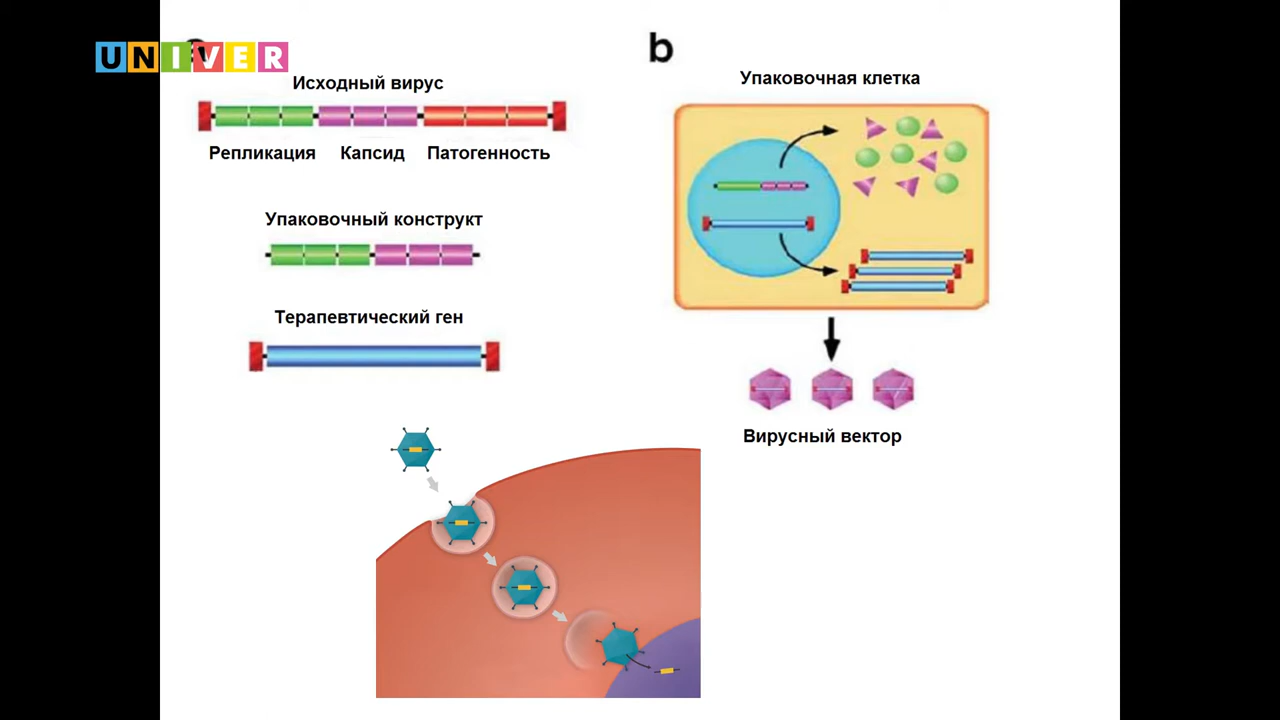 UNIVER
Исходный вирус
Репликация Капсид Патогенность
Упаковочный конструкт
Терапевтический ген
b
Упаковочная клетка
Вирусный вектор